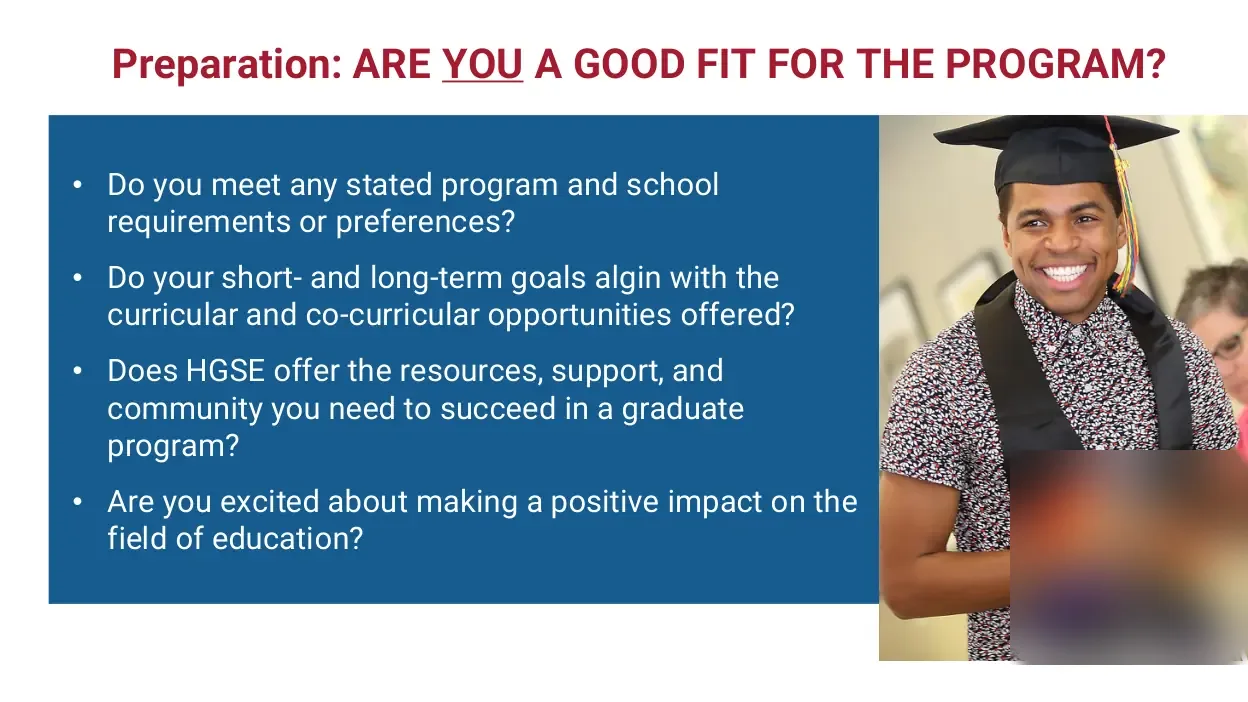 Preparation: ARE YOU A GOOD FIT FOR THE PROGRAM?
• Do you meet any stated program and school
requirements or preferences?
• Do your short- and long-term goals algin with the
curricular and co-curricular opportunities offered?
• Does HGSE offer the resources, support, and
community you need to succeed in a graduate
program?
• Are you excited about making a positive impact on the
field of education?